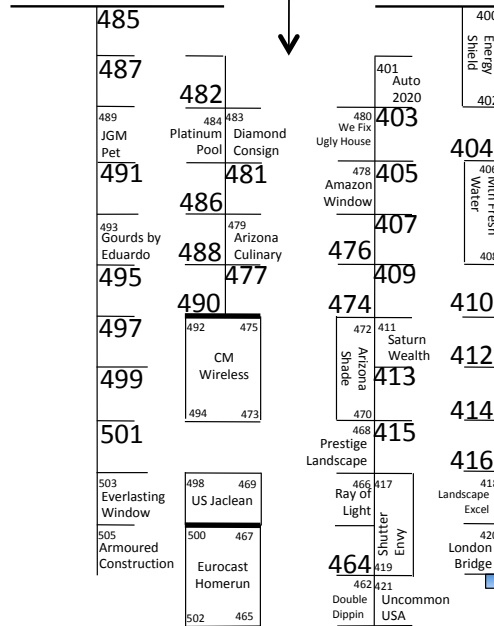 485
487
489
JGM
Pet
491
493
Gourds by
Eduardo
495
497
499
501
503
Everlasting
Window
505
Armoured
Construction
482
484 483
Platinum
Pool
Diamond
Consign
481
486
479
488
Arizona
Culinary
477
490
492 475
CM
Wireless
494 473
498 469
US Jaclean
500 467
Eurocast
Homerun
502 465
401
Auto
2020
480
We Fix
Ugly House
403
478
Amazon
Window
405
407
476
409
474
472 411
Arizona
Shade
Saturn
Wealth
413
470
468
415
Prestige
Landscape
466 417
Ray of
Light
Shutter
Envy
464
419
462 421
Double
Dippin
Uncommon
USA
400
Energy
Shield
402
404
406
Mtn Fresh
Water
408
410
412
414
416
418
Landscape
Excel
420
London
Bridge